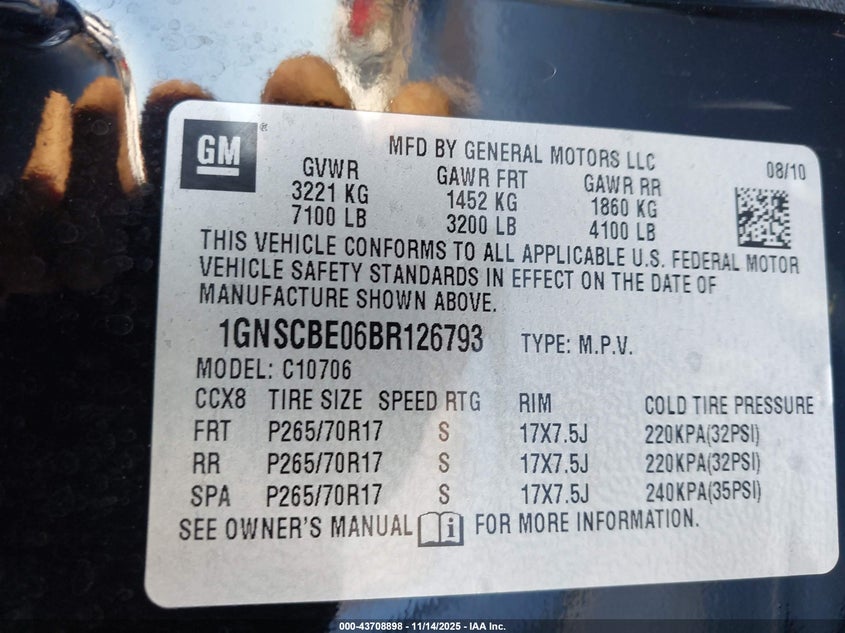 GM®
MFD BY GENERAL MOTORS LLC
08/10
GVWR GAWR FRT GAWR RR
3221 KG 1452 KG 1860 KG
7100 LB 3200 LB 4100 LB
THIS VEHICLE CONFORMS TO ALL APPLICABLE U.S. FEDERAL MOTOR
VEHICLE SAFETY STANDARDS IN EFFECT ON THE DATE OF
MANUFACTURE SHOWN ABOVE.
1GNSCBE06BR126793 TYPE: M.P.V.
MODEL: C10706
CCX8 TIRE SIZE SPEED RTG RIM COLD TIRE PRESSURE
FRT P265/70R17 S 17X7.5J 220KPA(32PSI)
RR P265/70R17 S 17X7.5J 220KPA(32PSI)
SPA P265/70R17 S 17X7.5J 240KPA(35PSI)
SEE OWNER'S MANUAL i FOR MORE INFORMATION.
000-43708898 - 11/14/2025 - IAA Inc.